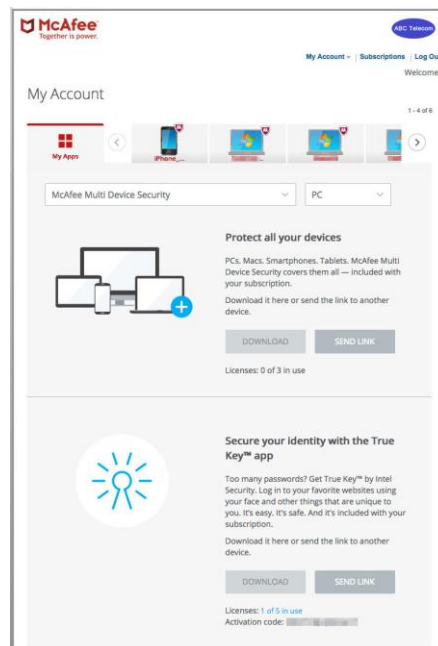 McAfee
Together is power.
ABC Telecom
My Account Subscriptions Log Ou
Welcome
My Account
1 - 4 of 6
My Apps
iPhone
McAfee Multi Device Security
PC
Protect all your devices
PCs. Macs. Smartphones. Tablets. McAfee Multi
Device Security covers them all — included with
your subscription.
Download it here or send the link to another
device.
DOWNLOAD
SEND LINK
Licenses: 0 of 3 in use
Secure your identity with the True
Key™ app
Too many passwords? Get True Key™ by Intel
Security. Log in to your favorite websites using
your face and other things that are unique to
you. It's easy. It's safe. And it's included with your
subscription.
Download it here or send the link to another
device.
DOWNLOAD
SEND LINK
Licenses: 1 of 5 in use
Activation code: